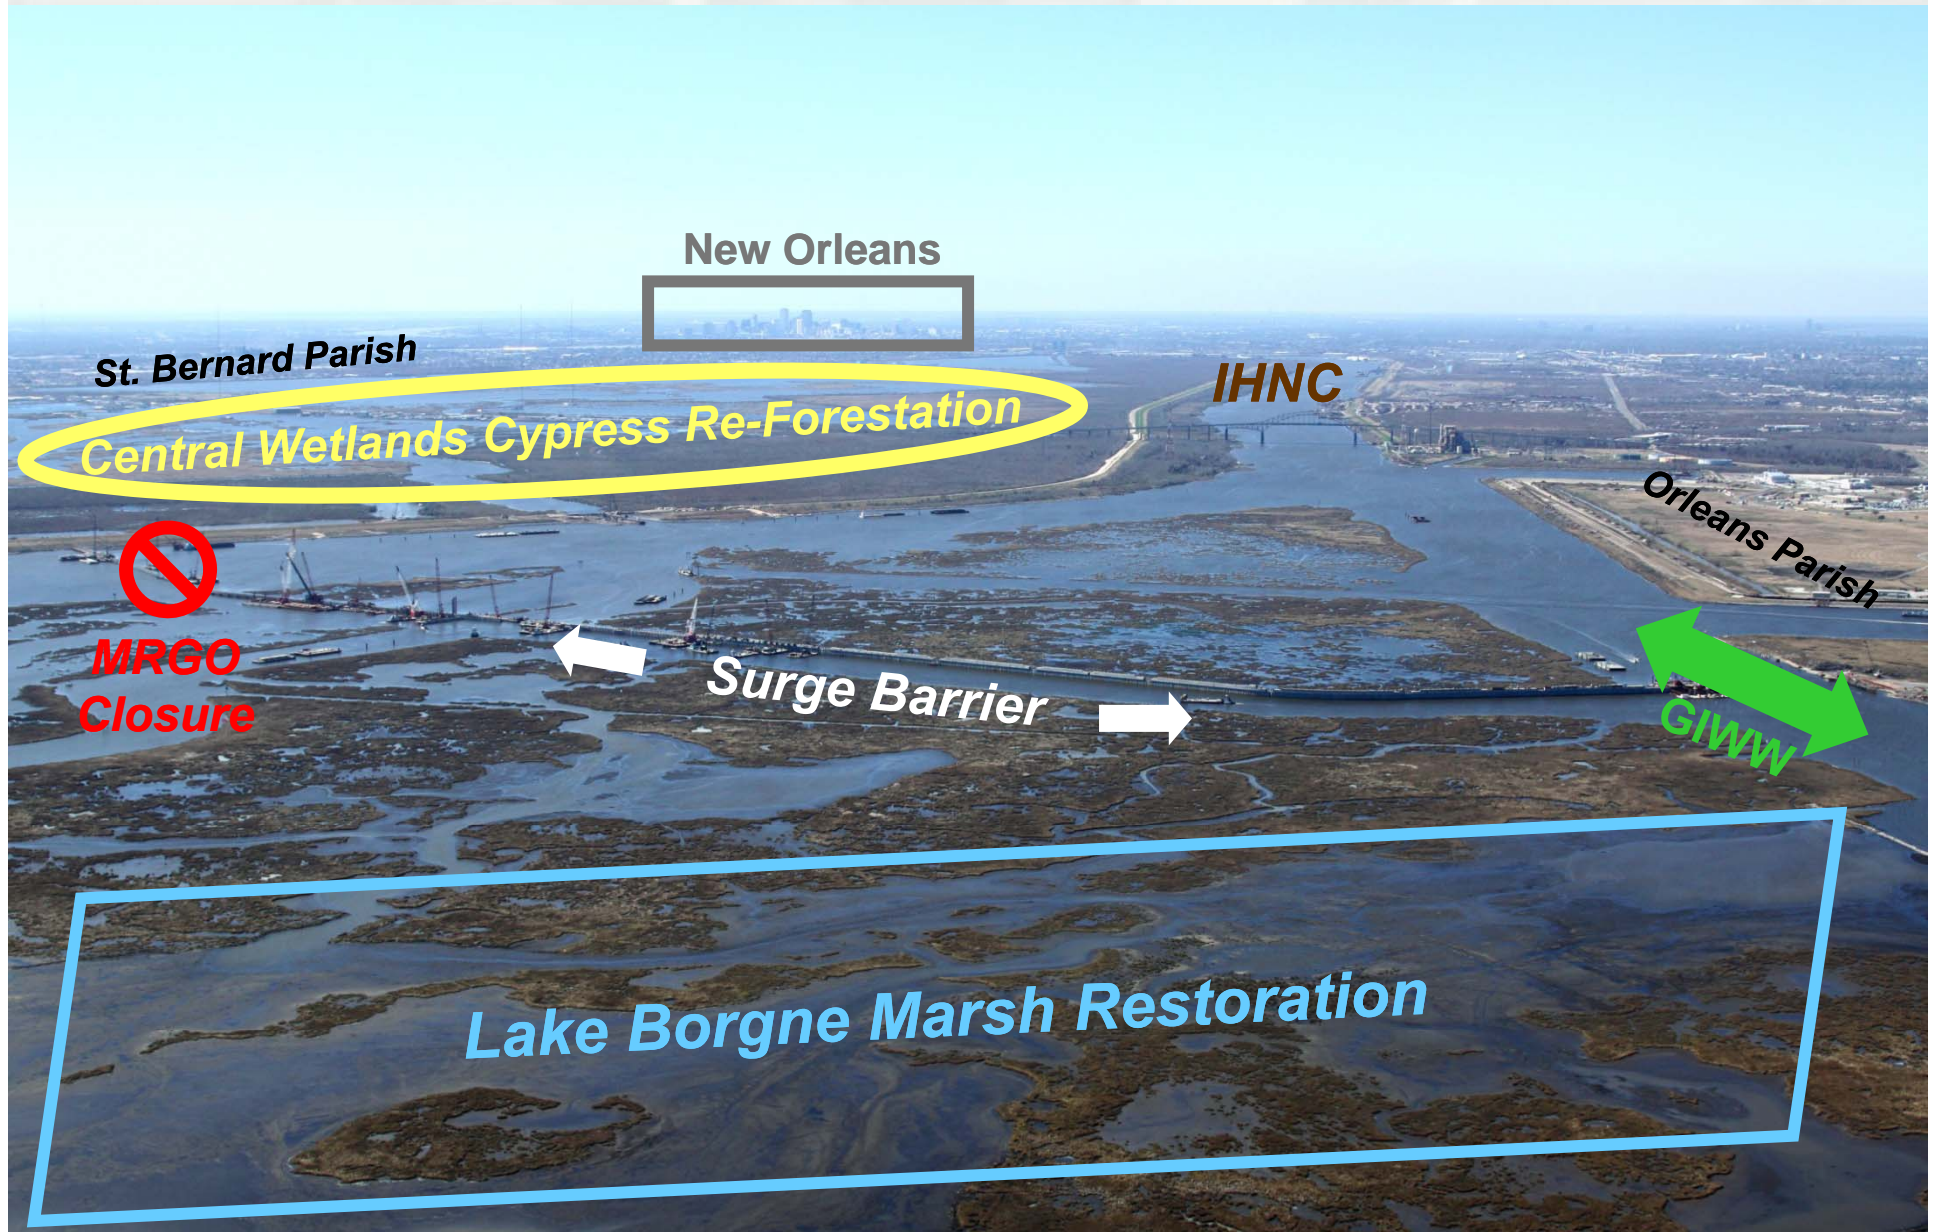 New Orleans
St. Bernard Parish
IHNC
Central Wetlands Cypress Re-Forestation
Orleans Parish
MRGO
Closure
Surge Barrier
GIWW
Lake Borgne Marsh Restoration